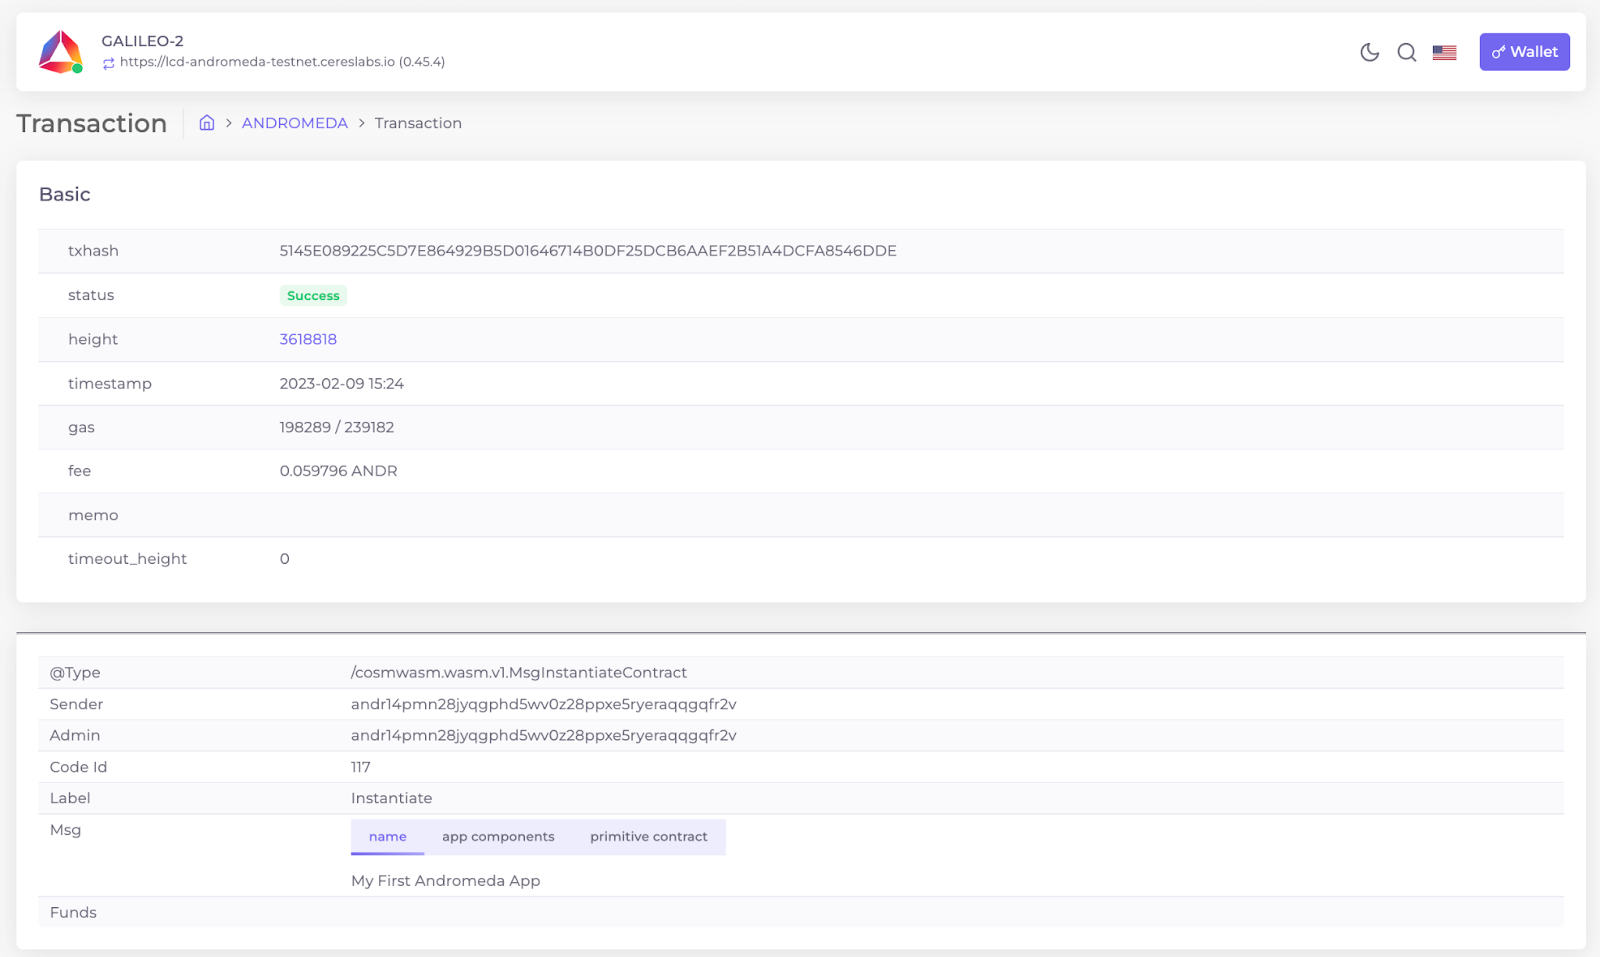 GALILEO-2
https://lcd-andromeda-testnet.cereslabs.io (0.45.4)
Wallet
Transaction
ANDROMEDA > Transaction
Basic
txhash 5145E089225C5D7E864929B5D01646714B0DF25DCB6AAEF2B51A4DCFA8546DDE
status Success
height 3618818
timestamp 2023-02-09 15:24
gas 198289 / 239182
fee 0.059796 ANDR
memo
timeout_height 0
@Type /cosmwasm.wasm.v1.MsgInstantiateContract
Sender andr14pmn28jyqgphd5wv0z28ppxe5ryeraqqgqfr2v
Admin andr14pmn28jyqgphd5wv0z28ppxe5ryeraqqgqfr2v
Code Id 117
Label Instantiate
Msg name app components primitive contract
My First Andromeda App
Funds